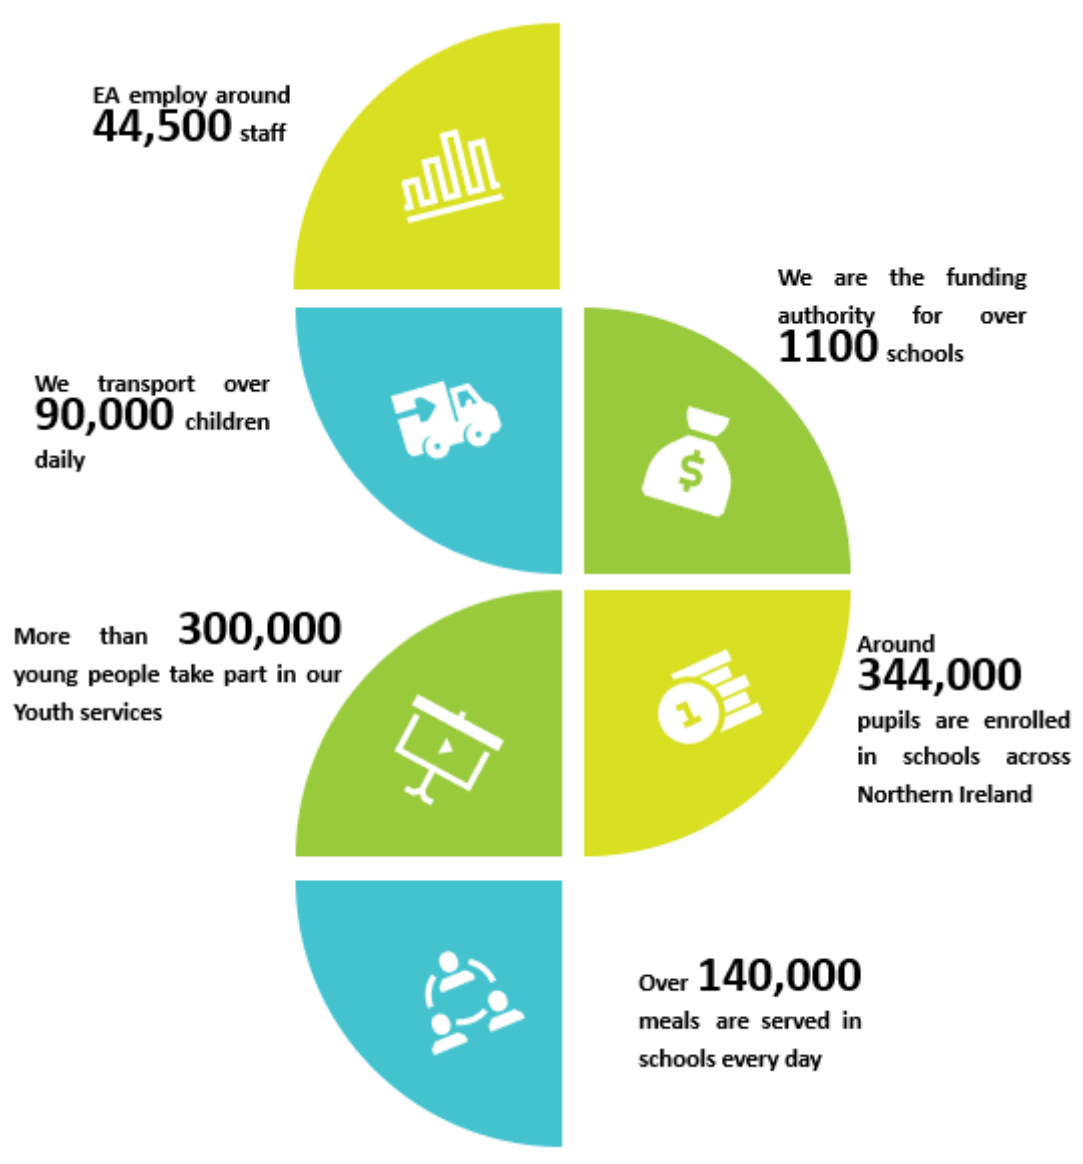 EA employ around
44,500 staff
We are the funding
authority for over
1100 schools
We transport over
90,000 children
daily
$
More than 300,000
young people take part in our
Youth services
Around
344,000
pupils are enrolled
in schools across
Northern Ireland
1
Over 140,000
meals are served in
schools every day